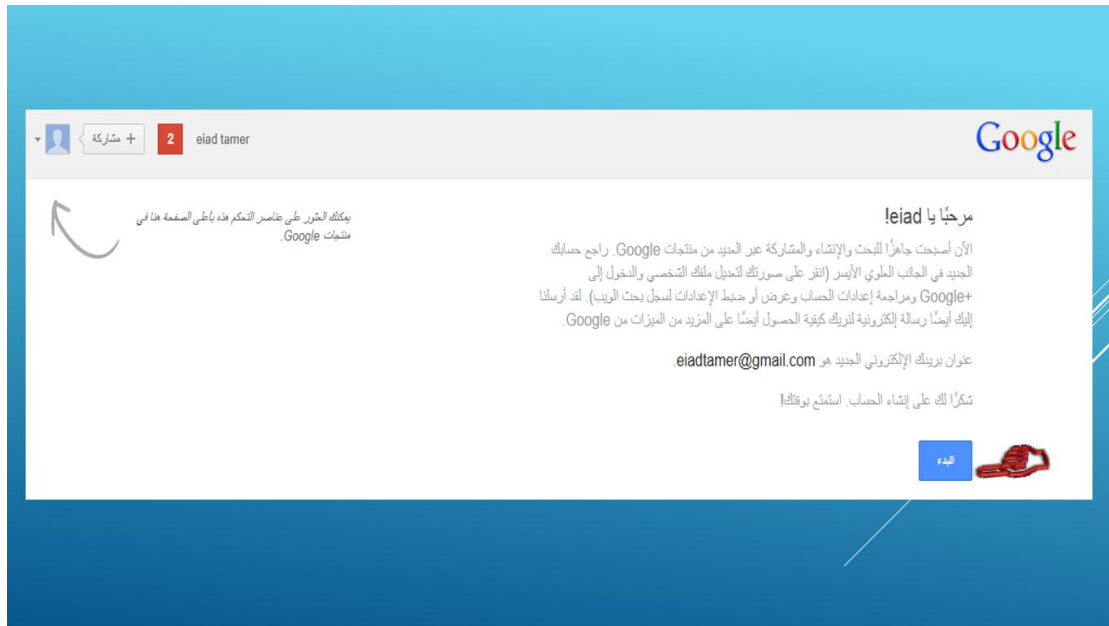 Google
eiad tamer
2
+ مشاركة
مرحبًا يا eiad!
الآن أصبحت جاهزًا للبحث والإنشاء والمشاركة عبر العديد من منتجات Google. راجع حسابك
الجديد في الجانب العلوي الأيسر (انقر على صورتك لتعديل ملفك الشخصي والدخول إلى
Google+ ومراجعة إعدادات الحساب وعرض أو ضبط الإعدادات لسجل بحث الويب). لقد أرسلنا
إليك أيضًا رسالة إلكترونية لنريك كيفية الحصول أيضًا على المزيد من الميزات من Google.
عنوان بريدك الإلكتروني الجديد هو eiadtamer@gmail.com.
شكرًا لك على إنشاء الحساب. استمتع بوقتك!
البدء
يمكنك العثور على عناصر التحكم هذه بأعلى الصفحة هنا في
منتجات Google.